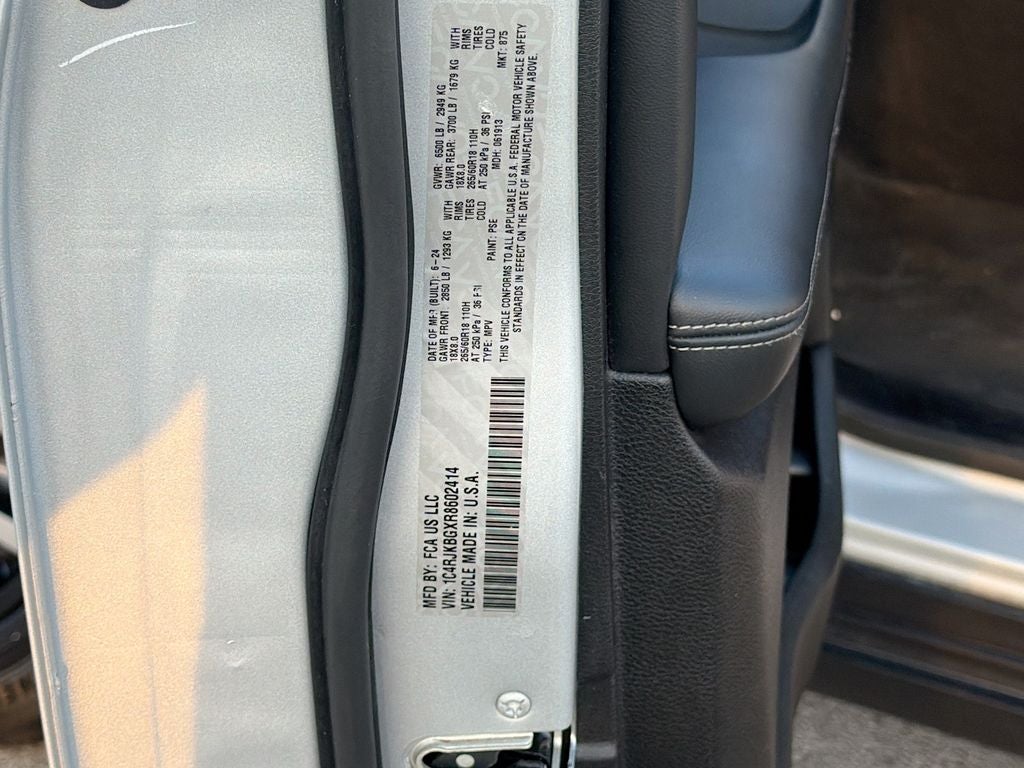 MFD BY: FCA US LLC
VIN: 1C4RJKBGXR8602414
VEHICLE MADE IN: U.S.A.
DATE OF MFR (BUILT): 6-24
GAWR FRONT: 2850 LB / 1293 KG WITH
18X8.0 RIMS
265/60R18 110H TIRES
AT 250 kPa / 36 PSI COLD
TYPE: MPV PAINT: PSE
GVWR: 6500 LB / 2949 KG
GAWR REAR: 3700 LB / 1679 KG WITH
18X8.0 RIMS
265/60R18 110H TIRES
AT 250 kPa / 36 PSI COLD
MDH: 061913 MKT: 875
THIS VEHICLE CONFORMS TO ALL APPLICABLE U.S.A. FEDERAL MOTOR VEHICLE SAFETY
STANDARDS IN EFFECT ON THE DATE OF MANUFACTURE SHOWN ABOVE.